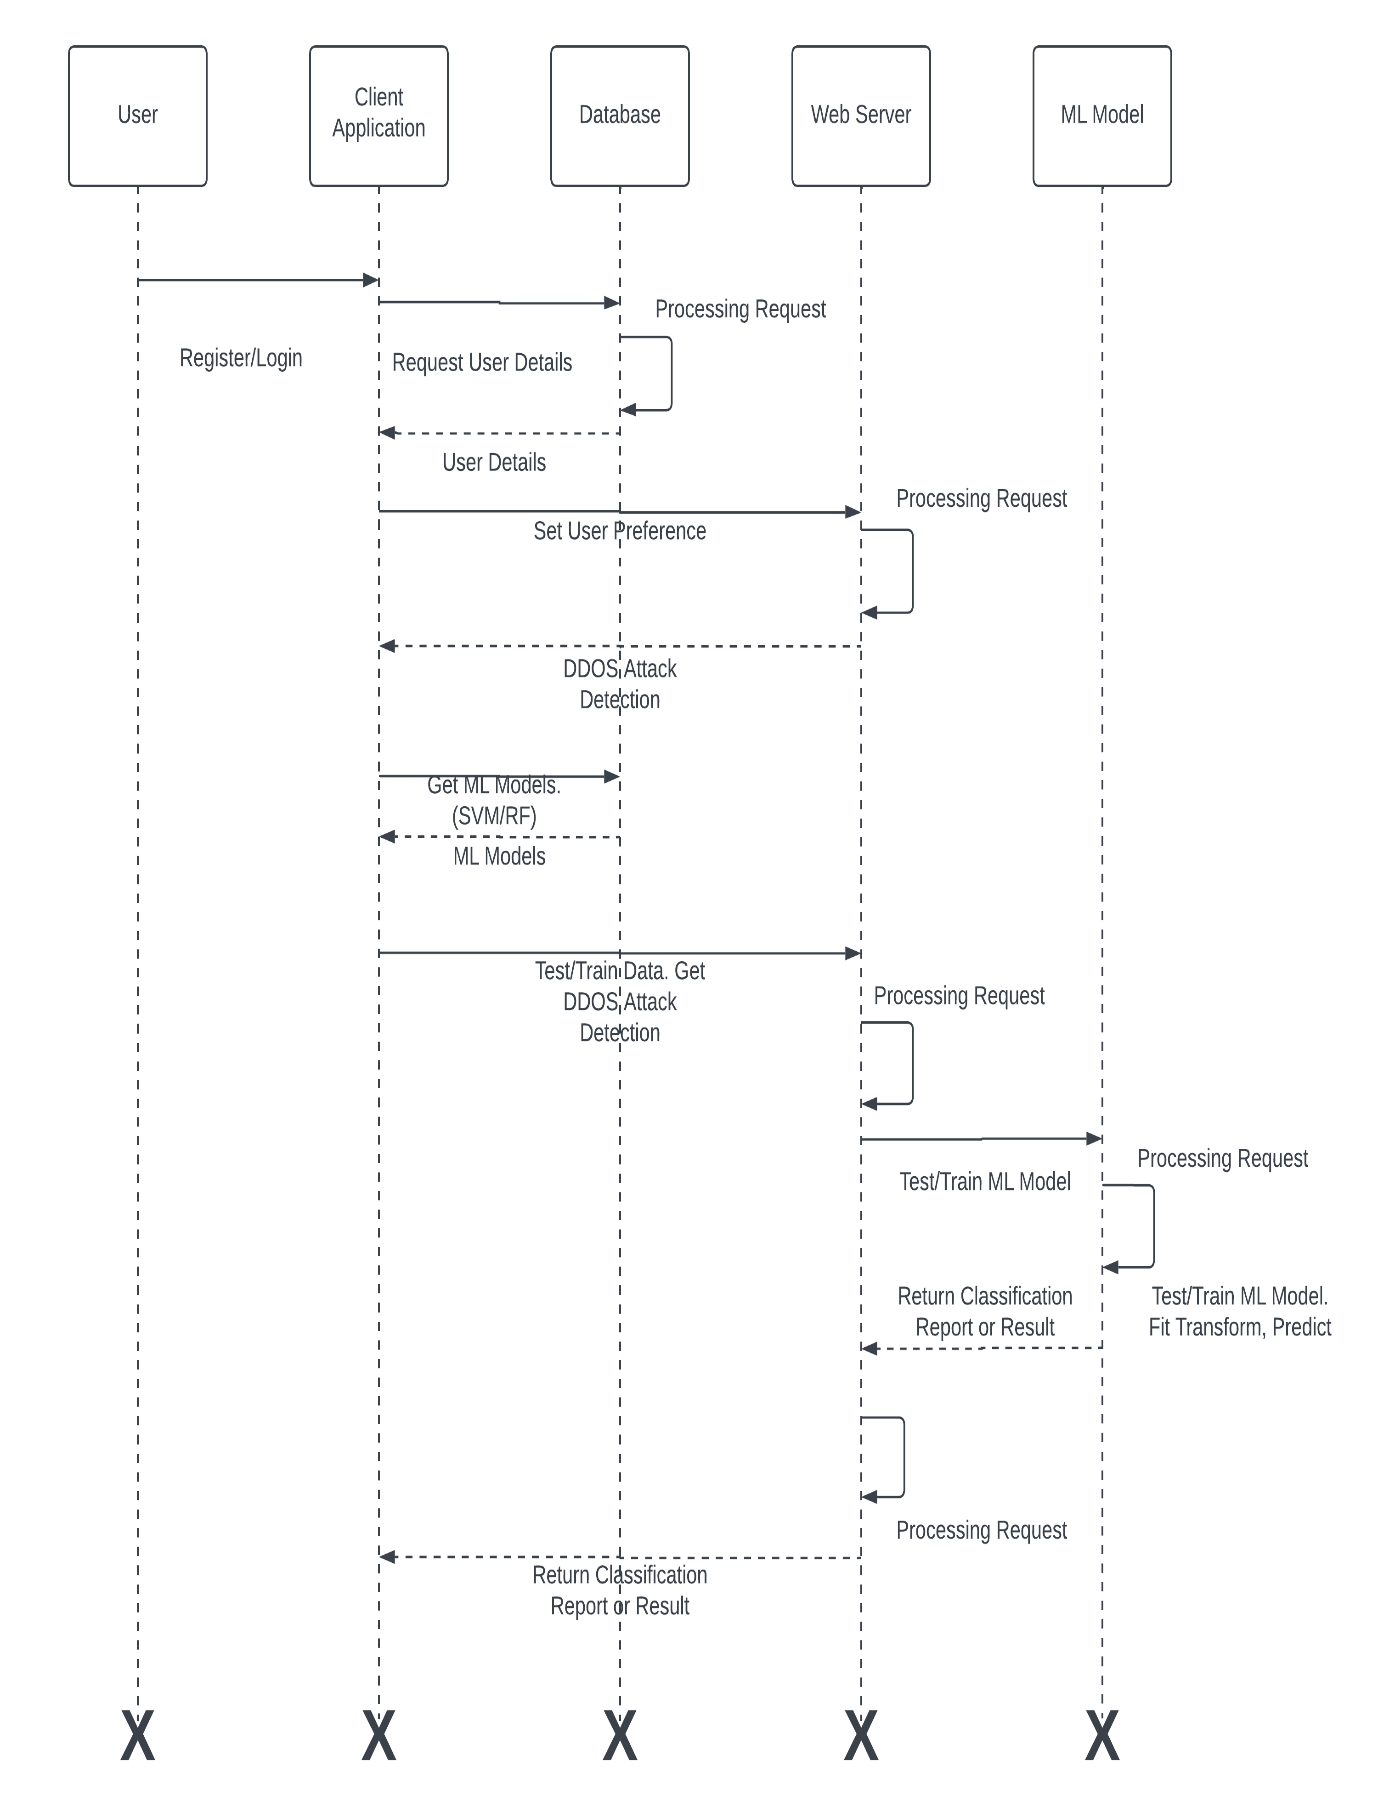 User
Client
Application
Database
Web Server
ML Model
Processing Request
Register/Login
Request User Details
User Details
Processing Request
Set User Preference
DDOS Attack
Detection
Get ML Models.
(SVM/RF)
ML Models
Test/Train Data. Get
DDOS Attack
Detection
Processing Request
Processing Request
Test/Train ML Model
Return Classification
Report or Result
Test/Train ML Model.
Fit Transform, Predict
Processing Request
Return Classification
Report or Result
X
X
X
X
X